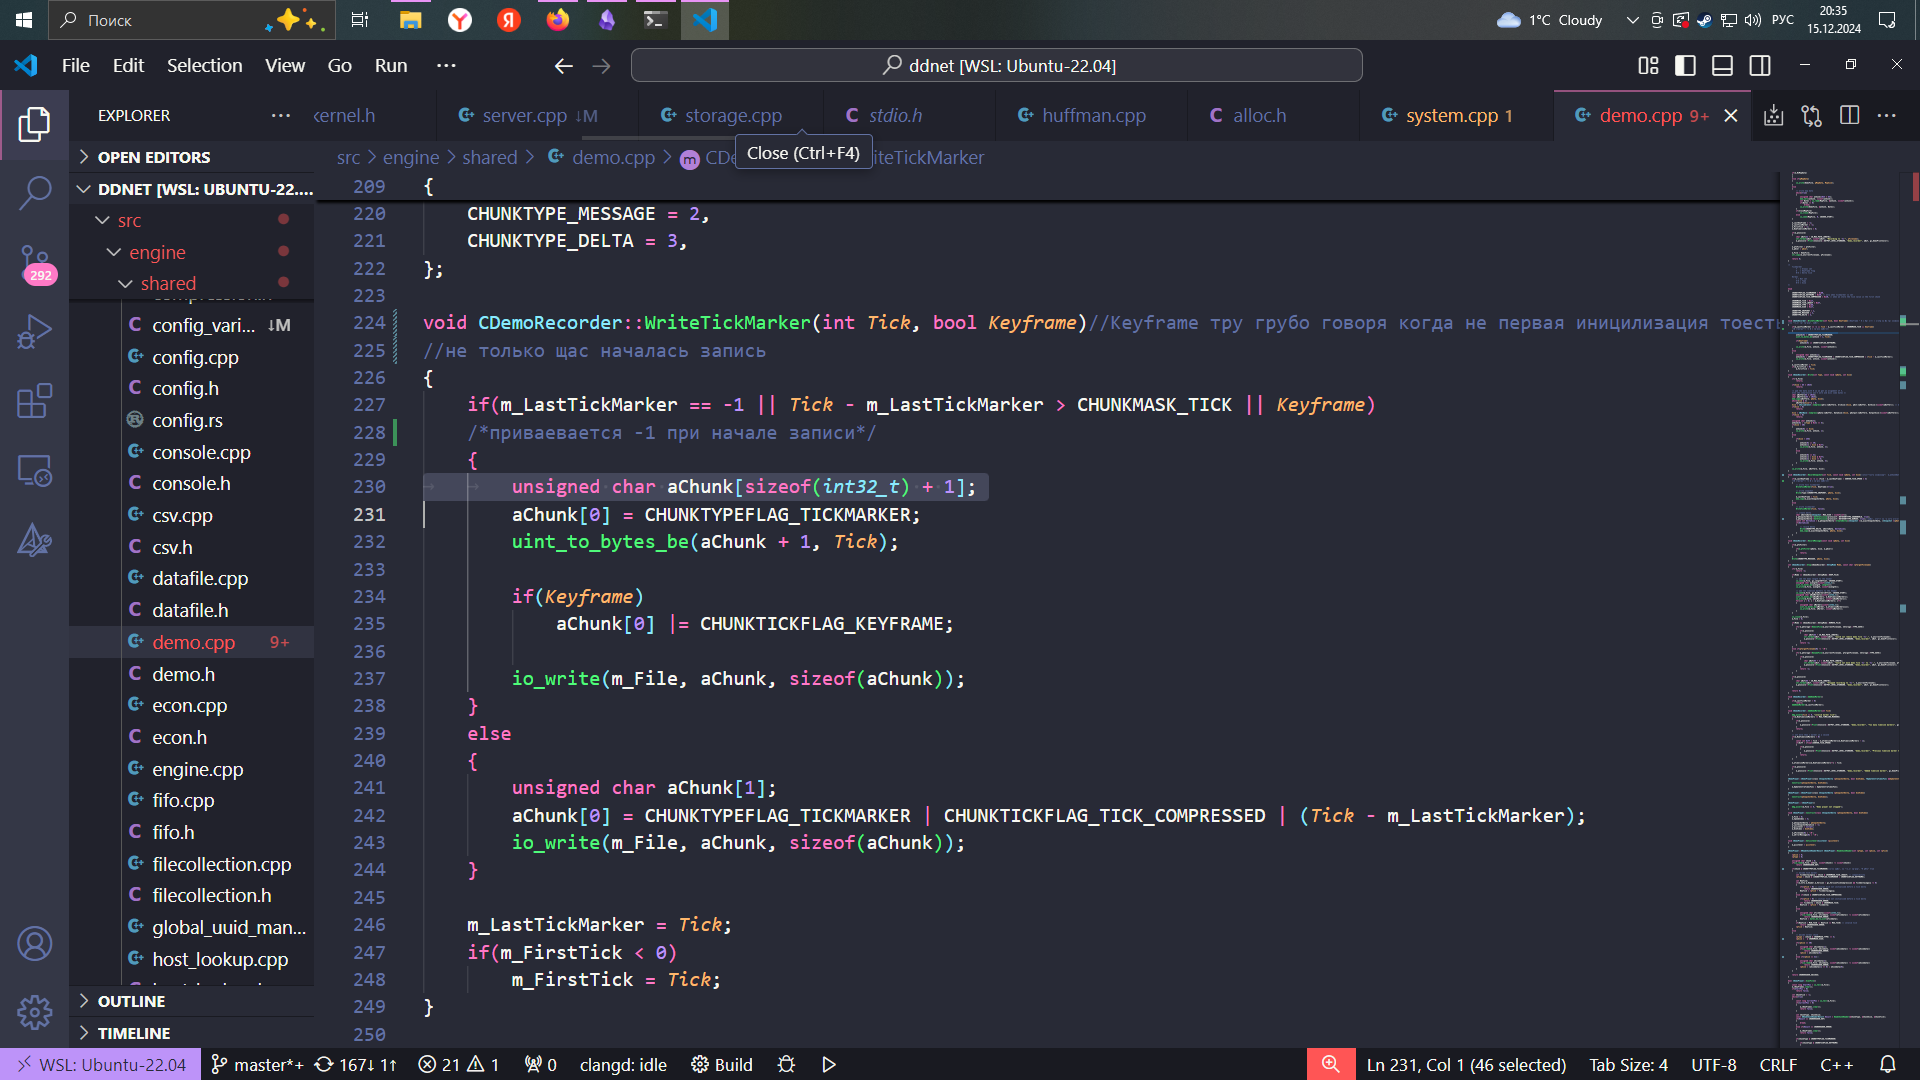 Поиск
1°C Cloudy
РУС
20:35
15.12.2024
File Edit Selection View Go Run ···
ddnet [WSL: Ubuntu-22.04]
EXPLORER
kernel.h
server.cpp ↓M
storage.cpp
stdio.h
huffman.cpp
alloc.h
system.cpp 1
demo.cpp 9+
OPEN EDITORS
src > engine > shared > demo.cpp > CDe
iteTickMarker
Close (Ctrl+F4)
DDNET [WSL: UBUNTU-22....
src
engine
shared
config_vari... ↓M
config.cpp
config.h
config.rs
console.cpp
console.h
csv.cpp
csv.h
datafile.cpp
datafile.h
demo.cpp 9+
demo.h
econ.cpp
econ.h
engine.cpp
fifo.cpp
fifo.h
filecollection.cpp
filecollection.h
global_uuid_man...
host_lookup.cpp
OUTLINE
TIMELINE
292
209 {
220 CHUNKTYPE_MESSAGE = 2,
221 CHUNKTYPE_DELTA = 3,
222 };
223
224 void CDemoRecorder::WriteTickMarker(int Tick, bool Keyframe)//Keyframe тру грубо говоря когда не первая иницилизация тоесть
225 //не только щас началась запись
226 {
227 if(m_LastTickMarker == -1 || Tick - m_LastTickMarker > CHUNKMASK_TICK || Keyframe)
228 /*приваевается -1 при начале записи*/
229 {
230 unsigned char aChunk[sizeof(int32_t) + 1];
231 aChunk[0] = CHUNKTYPEFLAG_TICKMARKER;
232 uint_to_bytes_be(aChunk + 1, Tick);
233
234 if(Keyframe)
235 aChunk[0] |= CHUNKTICKFLAG_KEYFRAME;
236
237 io_write(m_File, aChunk, sizeof(aChunk));
238 }
239 else
240 {
241 unsigned char aChunk[1];
242 aChunk[0] = CHUNKTYPEFLAG_TICKMARKER | CHUNKTICKFLAG_TICK_COMPRESSED | (Tick - m_LastTickMarker);
243 io_write(m_File, aChunk, sizeof(aChunk));
244 }
245
246 m_LastTickMarker = Tick;
247 if(m_FirstTick < 0)
248 m_FirstTick = Tick;
249 }
250
WSL: Ubuntu-22.04 master*+ 167↓ 1↑ 21 1 0 clangd: idle Build
Ln 231, Col 1 (46 selected) Tab Size: 4 UTF-8 CRLF C++